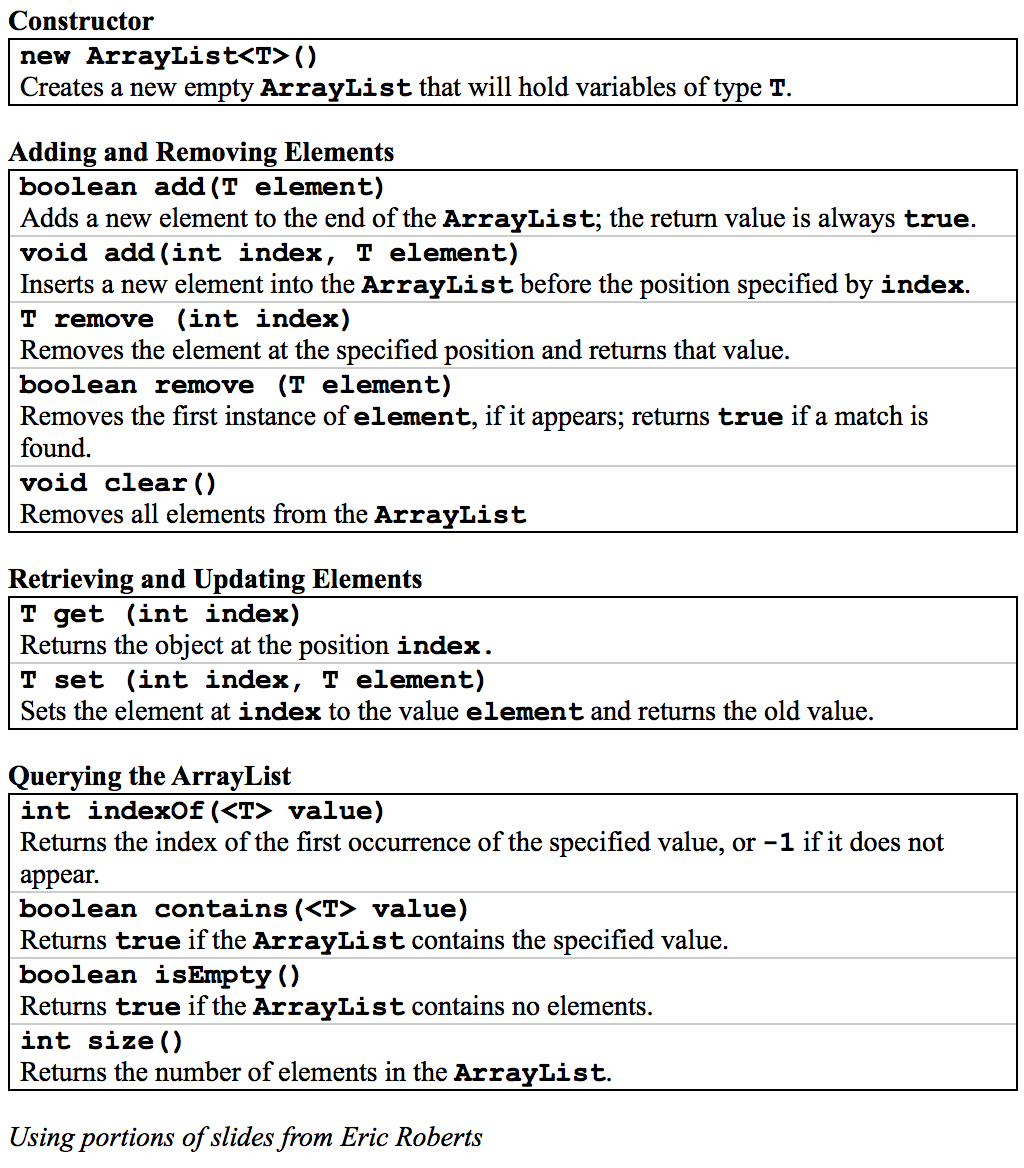 Constructor
new ArrayList<T>()
Creates a new empty ArrayList that will hold variables of type T.
Adding and Removing Elements
boolean add(T element)
Adds a new element to the end of the ArrayList; the return value is always true.
void add(int index, T element)
Inserts a new element into the ArrayList before the position specified by index.
T remove (int index)
Removes the element at the specified position and returns that value.
boolean remove (T element)
Removes the first instance of element, if it appears; returns true if a match is
found.
void clear()
Removes all elements from the ArrayList
Retrieving and Updating Elements
T get (int index)
Returns the object at the position index.
T set (int index, T element)
Sets the element at index to the value element and returns the old value.
Querying the ArrayList
int indexOf(<T> value)
Returns the index of the first occurrence of the specified value, or -1 if it does not
appear.
boolean contains(<T> value)
Returns true if the ArrayList contains the specified value.
boolean isEmpty()
Returns true if the ArrayList contains no elements.
int size()
Returns the number of elements in the ArrayList.
Using portions of slides from Eric Roberts